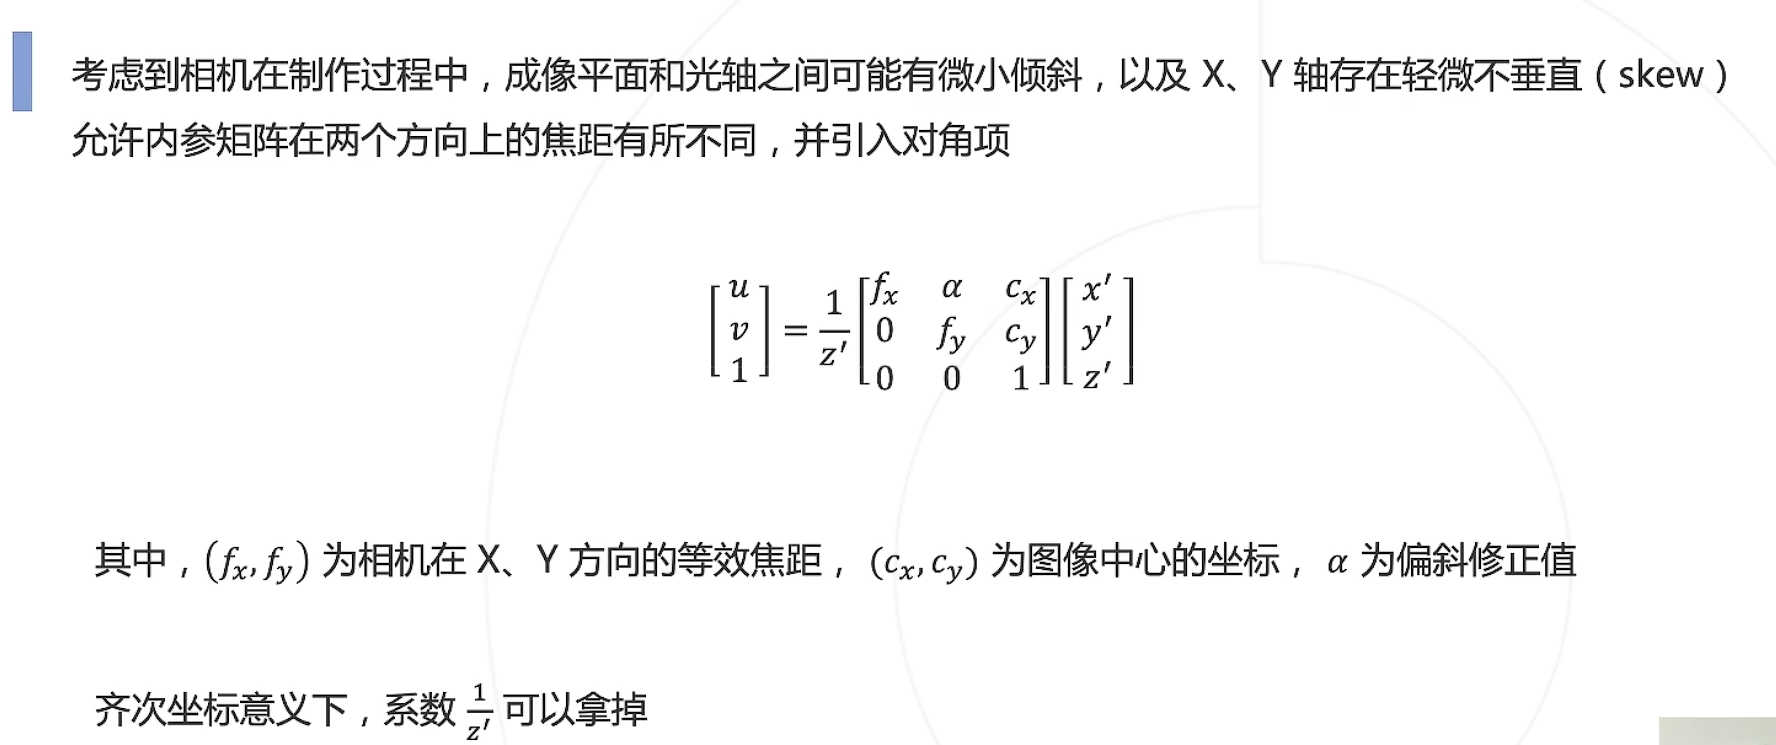 考虑到相机在制作过程中，成像平面和光轴之间可能有微小倾斜，以及 X、Y 轴存在轻微不垂直（skew）
允许内参矩阵在两个方向上的焦距有所不同，并引入对角项
$$\begin{bmatrix} u \\ v \\ 1 \end{bmatrix} = \frac{1}{z'} \begin{bmatrix} f_x & \alpha & c_x \\ 0 & f_y & c_y \\ 0 & 0 & 1 \end{bmatrix} \begin{bmatrix} x' \\ y' \\ z' \end{bmatrix}$$
其中，$(f_x, f_y)$ 为相机在 X、Y 方向的等效焦距， $(c_x, c_y)$ 为图像中心的坐标， $\alpha$ 为偏斜修正值
齐次坐标意义下，系数 $\frac{1}{z'}$ 可以拿掉